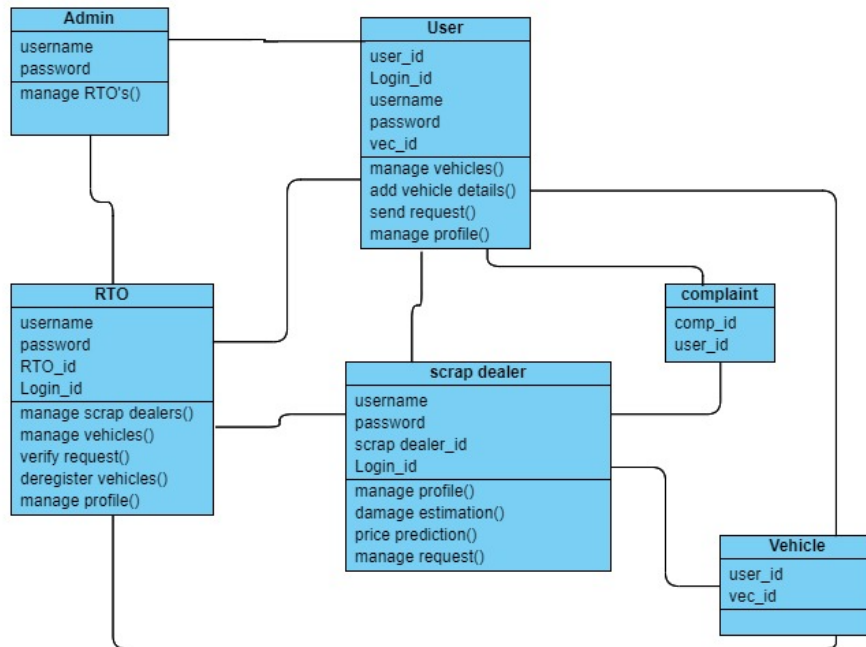 Admin
username
password
manage RTO's()
User
user_id
Login_id
username
password
vec_id
manage vehicles()
add vehicle details()
send request()
manage profile()
RTO
username
password
RTO_id
Login_id
manage scrap dealers()
manage vehicles()
verify request()
deregister vehicles()
manage profile()
complaint
comp_id
user_id
scrap dealer
username
password
scrap dealer_id
Login_id
manage profile()
damage estimation()
price prediction()
manage request()
Vehicle
user_id
vec_id